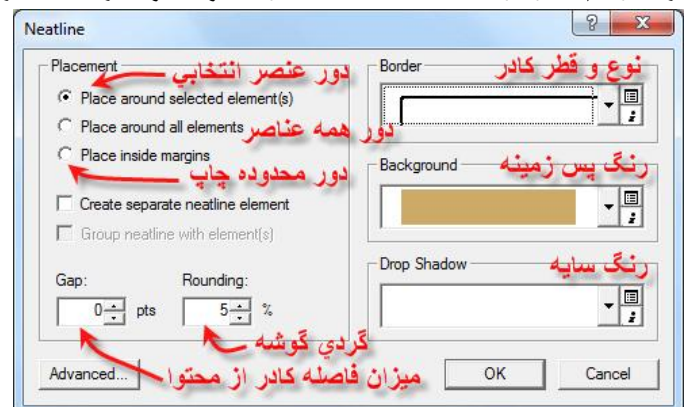 Neatline
Placement
دور عنصر انتخابي
Place around selected element(s)
Place around all elements
دور همه عناصر
Place inside margins
دور محدوده چاپ
Create separate neatline element
Group neatline with element(s)
Gap:
Rounding:
0 pts
5 %
گردي گوشه
ميزان فاصله كادر از محتوا
Advanced...
Border
نوع و قطر كادر
Background
رنگ پس زمينه
Drop Shadow
رنگ سايه
OK
Cancel